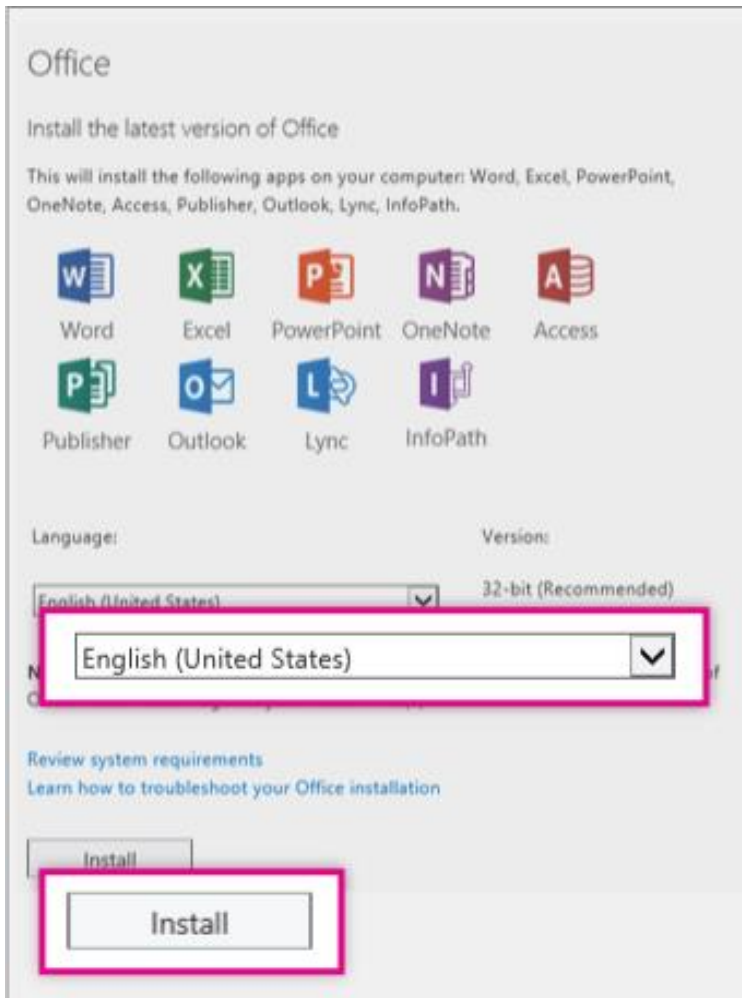 Office
Install the latest version of Office
This will install the following apps on your computer: Word, Excel, PowerPoint,
OneNote, Access, Publisher, Outlook, Lync, InfoPath.
W X P N A
Word Excel PowerPoint OneNote Access
P O L I
Publisher Outlook Lync InfoPath
Language: Version:
English (United States) 32-bit (Recommended)
English (United States)
Review system requirements
Learn how to troubleshoot your Office installation
Install
Install